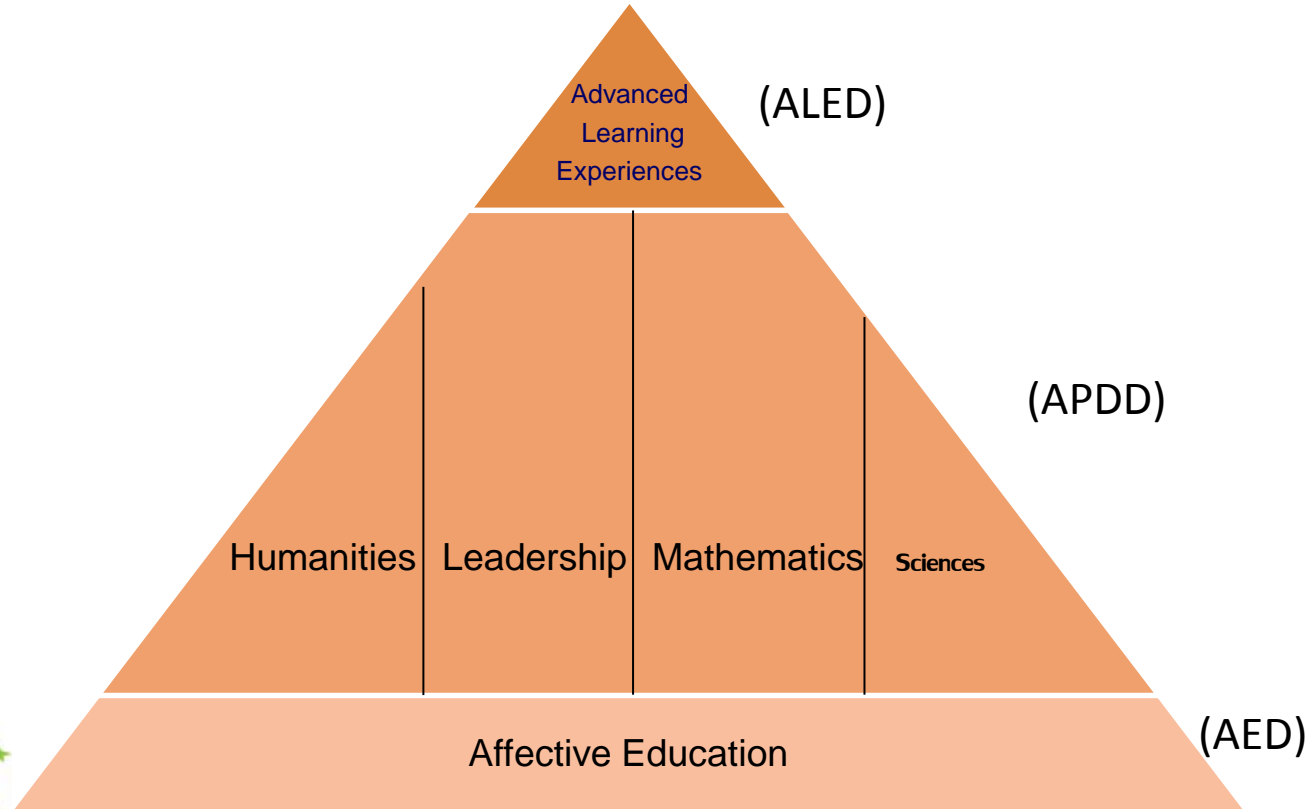 Advanced
Learning
Experiences
(ALED)
(APDD)
Humanities
Leadership
Mathematics
Sciences
(AED)
Affective Education